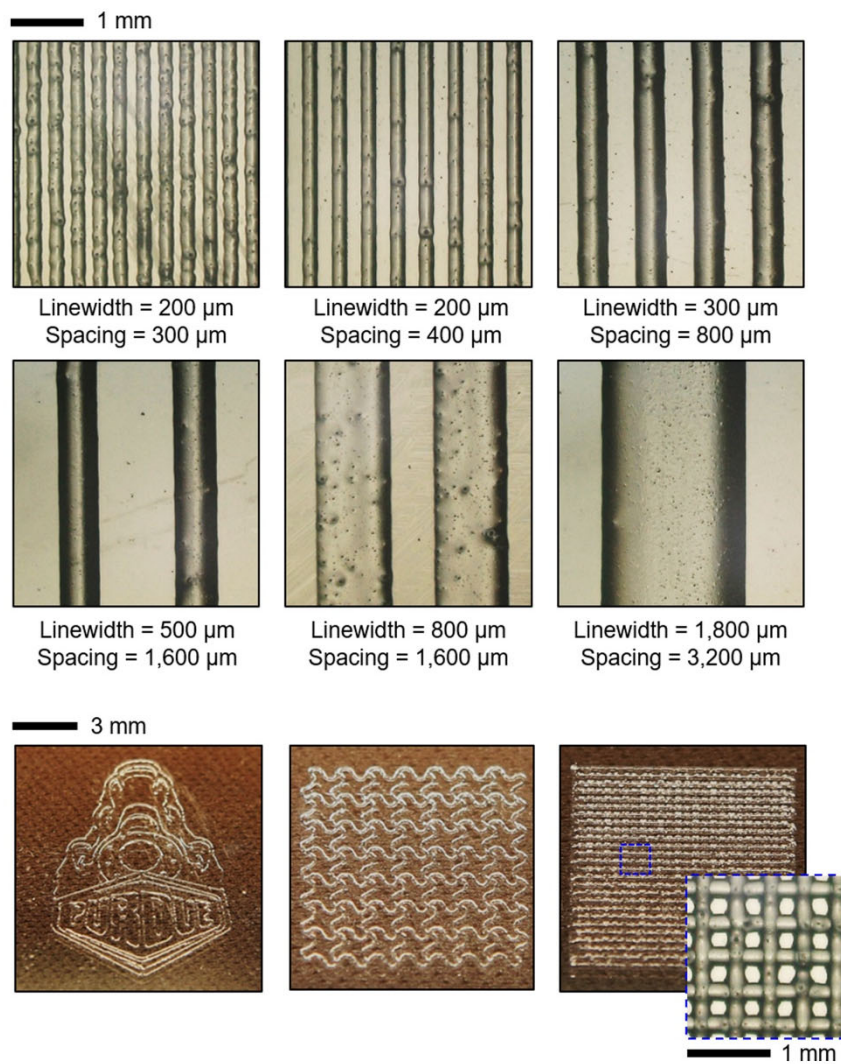 1 mm
Linewidth = 200 µm
Spacing = 300 µm
Linewidth = 200 µm
Spacing = 400 µm
Linewidth = 300 µm
Spacing = 800 µm
Linewidth = 500 µm
Spacing = 1,600 µm
Linewidth = 800 µm
Spacing = 1,600 µm
Linewidth = 1,800 µm
Spacing = 3,200 µm
3 mm
PURDUE
1 mm